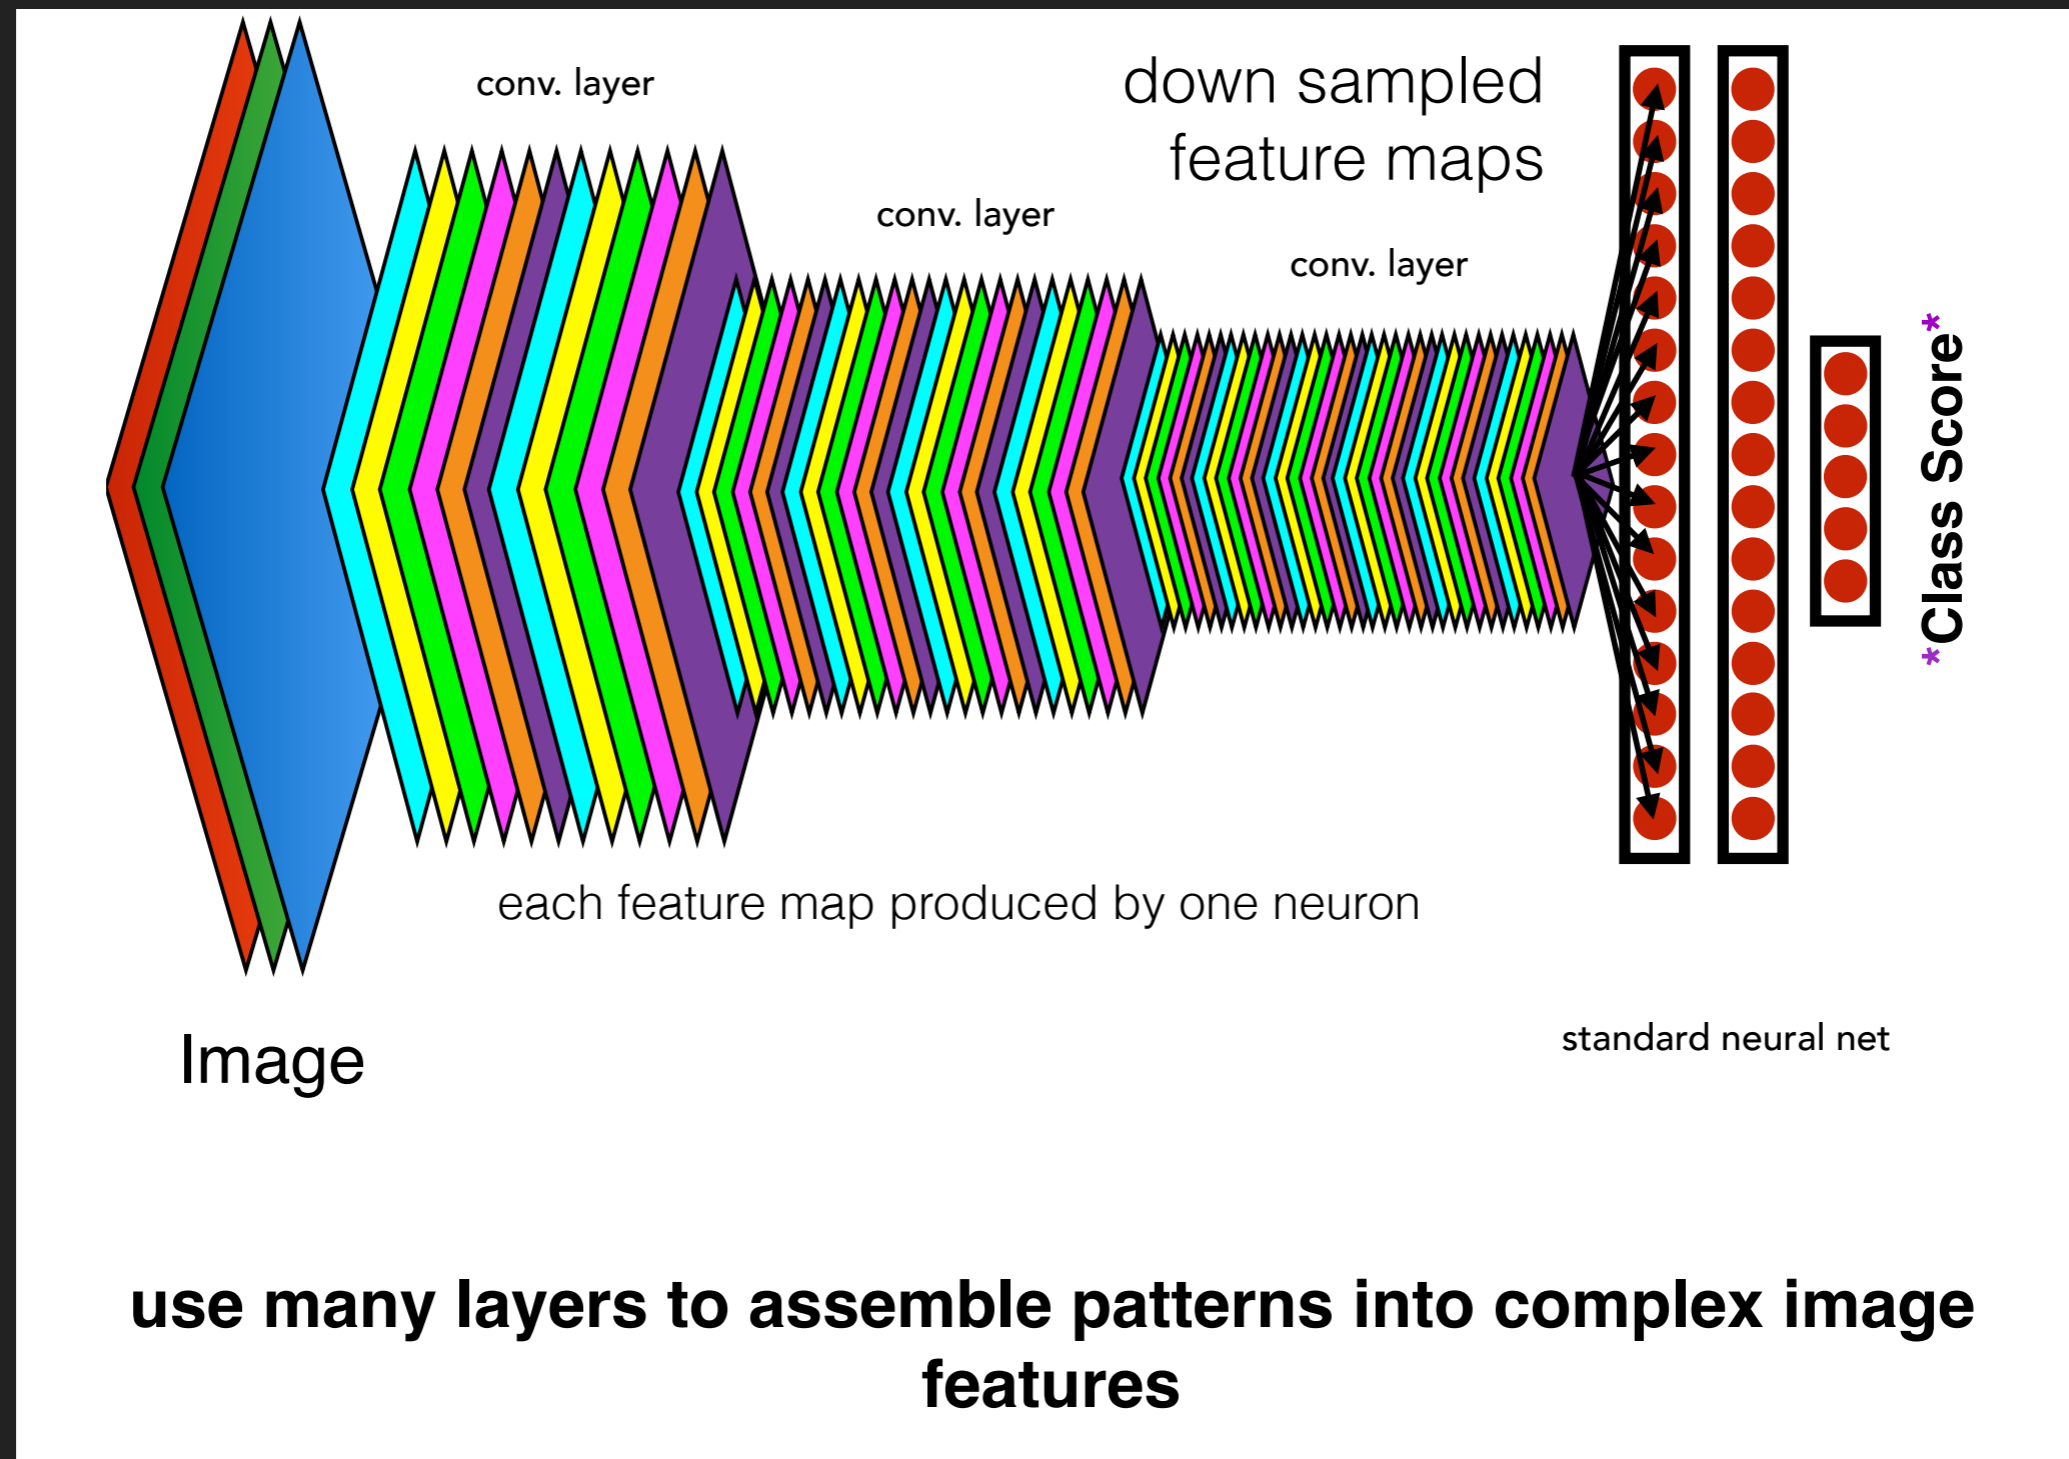 conv. layer
down sampled
feature maps
conv. layer
conv. layer
*Class Score*
each feature map produced by one neuron
Image
standard neural net
use many layers to assemble patterns into complex image
features